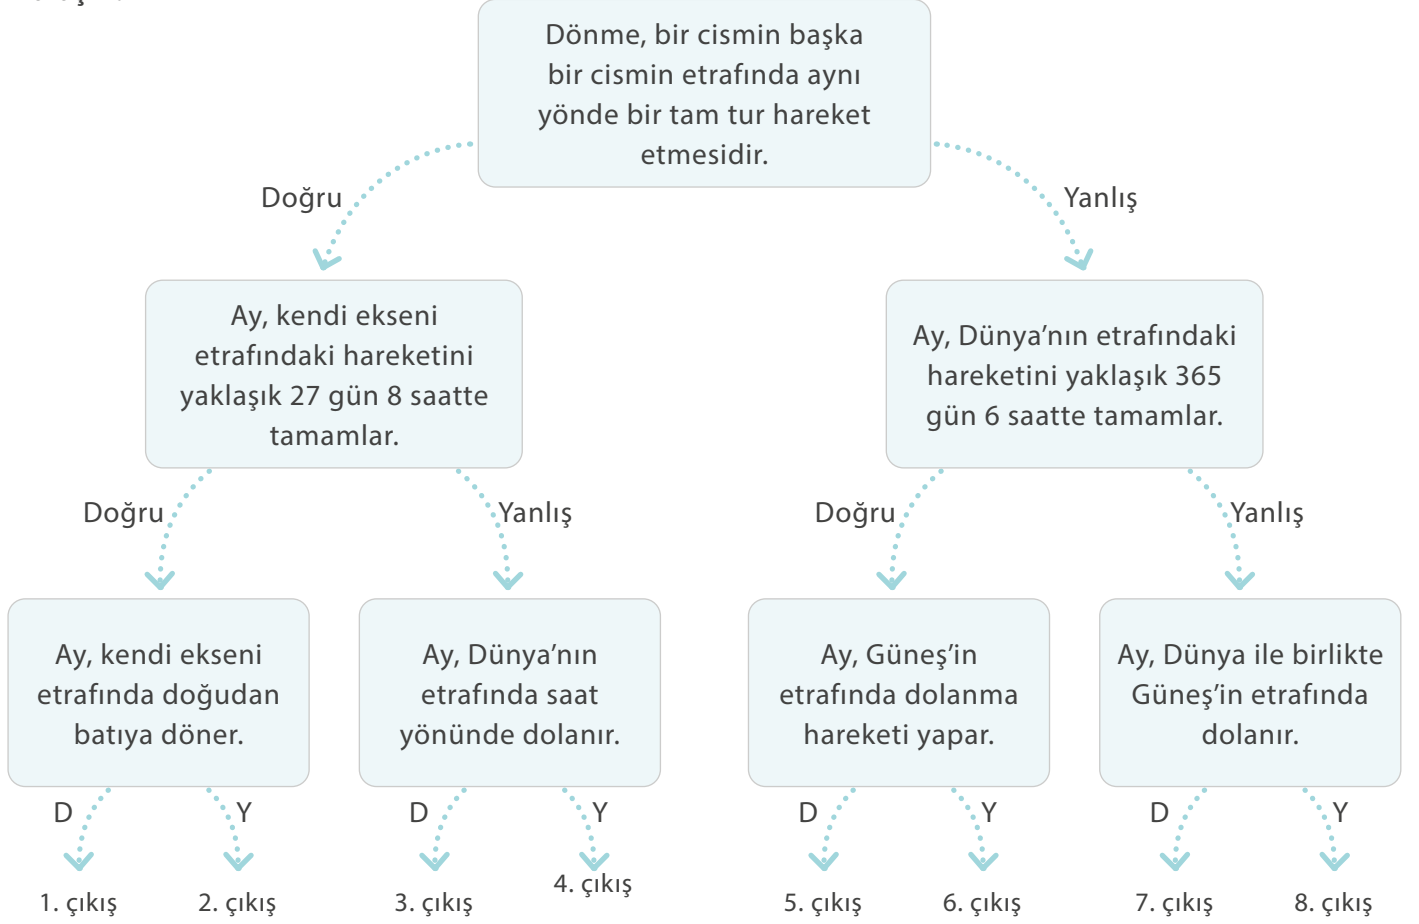 Dönme, bir cismin başka
bir cismin etrafında aynı
yönde bir tam tur hareket
etmesidir.
Doğru
Yanlış
Ay, kendi ekseni
etrafındaki hareketini
yaklaşık 27 gün 8 saatte
tamamlar.
Ay, Dünya’nın etrafındaki
hareketini yaklaşık 365
gün 6 saatte tamamlar.
Doğru
Yanlış
Doğru
Yanlış
Ay, kendi ekseni
etrafında doğudan
batıya döner.
Ay, Dünya’nın
etrafında saat
yönünde dolanır.
Ay, Güneş’in
etrafında dolanma
hareketi yapar.
Ay, Dünya ile birlikte
Güneş’in etrafında
dolanır.
D
Y
D
Y
D
Y
D
Y
1. çıkış
2. çıkış
3. çıkış
4. çıkış
5. çıkış
6. çıkış
7. çıkış
8. çıkış